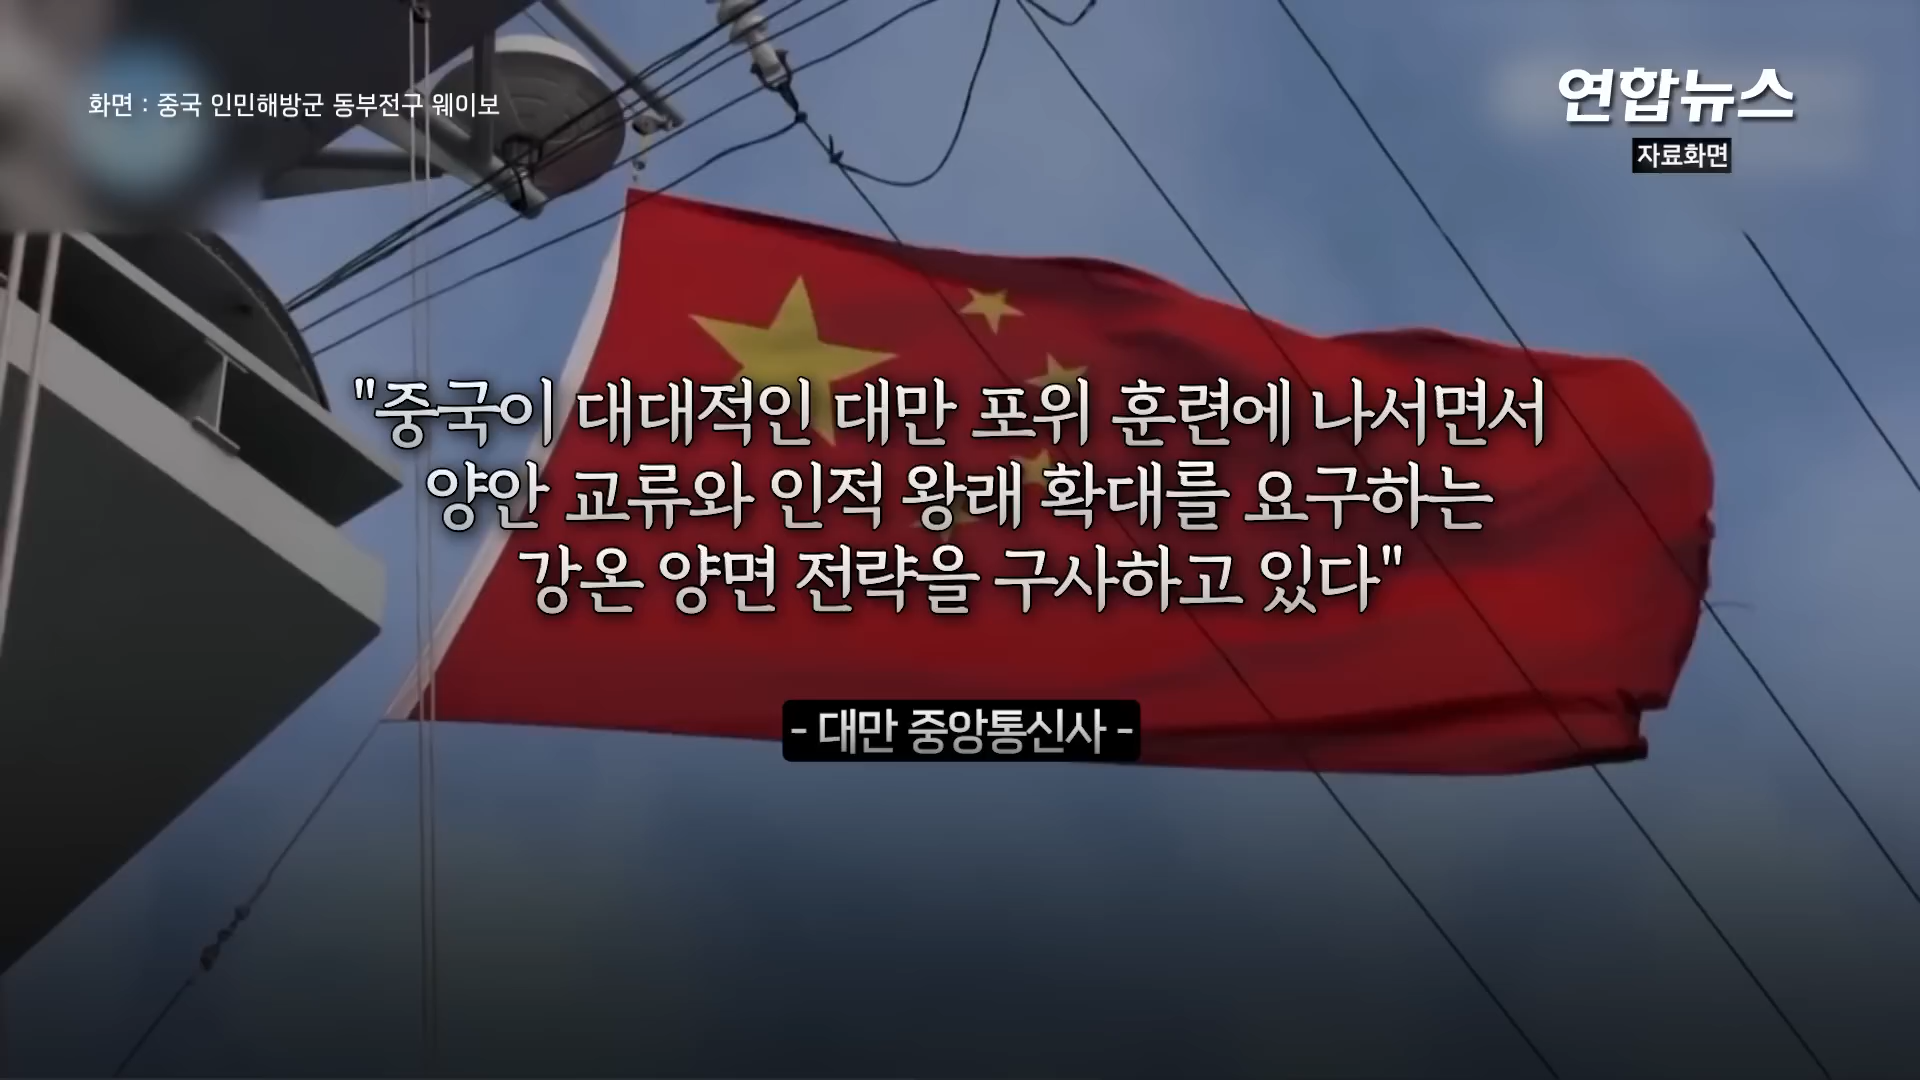 화면 : 중국 인민해방군 동부전구 웨이보
연합뉴스
자료화면
"중국이 대대적인 대만 포위 훈련에 나서면서
양안 교류와 인적 왕래 확대를 요구하는
강온 양면 전략을 구사하고 있다"
- 대만 중앙통신사 -